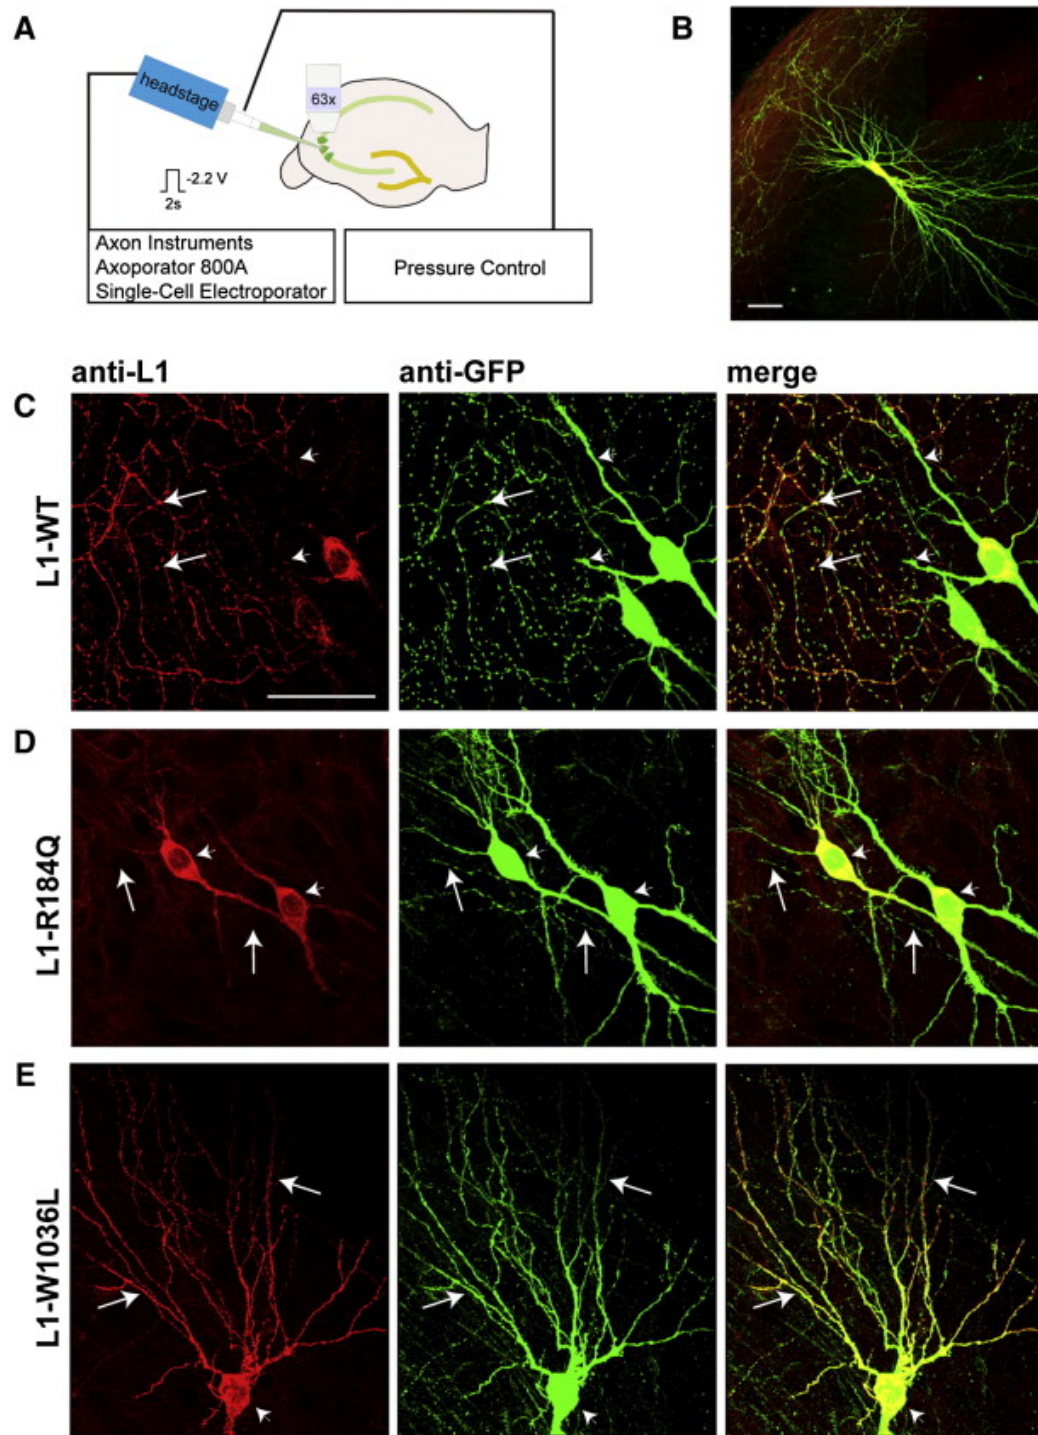 A
B
headstage
63x
-2.2 V
2s
Axon Instruments
Axoporator 800A
Single-Cell Electroporator
Pressure Control
anti-L1
anti-GFP
merge
C
L1-WT
D
L1-R184Q
E
L1-W1036L